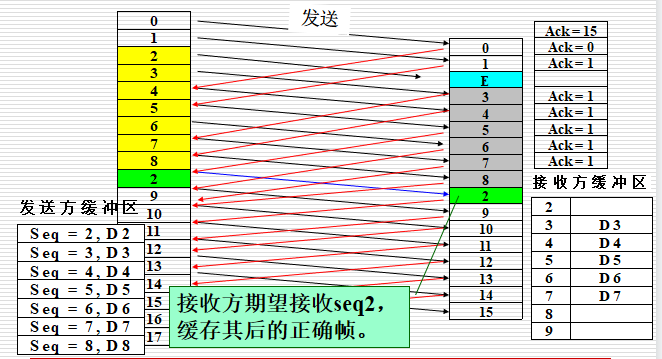 发送
0
1
2
3
4
5
6
7
8
2
9
10
11
12
13
14
15
16
17
0
1
E
3
4
5
6
7
8
2
9
10
11
12
13
14
15
Ack = 15
Ack = 0
Ack = 1
Ack = 1
Ack = 1
Ack = 1
Ack = 1
Ack = 1
发送方缓冲区
Seq = 2, D2
Seq = 3, D3
Seq = 4, D4
Seq = 5, D5
Seq = 6, D6
Seq = 7, D7
Seq = 8, D8
接收方缓冲区
2
3 D3
4 D4
5 D5
6 D6
7 D7
8
9
接收方期望接收seq2，
缓存其后的正确帧。